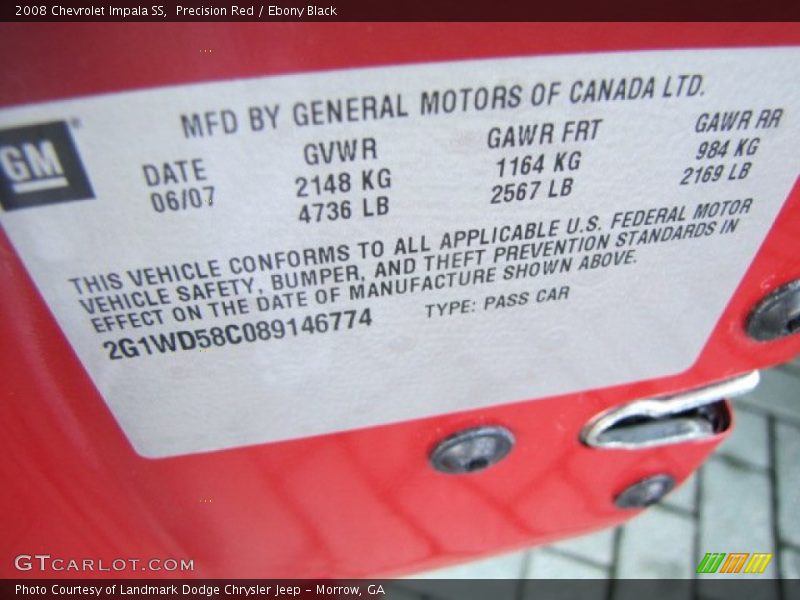 2008 Chevrolet Impala SS, Precision Red / Ebony Black
MFD BY GENERAL MOTORS OF CANADA LTD.
GM
DATE GVWR GAWR FRT GAWR RR
06/07 2148 KG 1164 KG 984 KG
4736 LB 2567 LB 2169 LB
THIS VEHICLE CONFORMS TO ALL APPLICABLE U.S. FEDERAL MOTOR
VEHICLE SAFETY, BUMPER, AND THEFT PREVENTION STANDARDS IN
EFFECT ON THE DATE OF MANUFACTURE SHOWN ABOVE.
2G1WD58C089146774 TYPE: PASS CAR
GTCARLOT.COM
Photo Courtesy of Landmark Dodge Chrysler Jeep - Morrow, GA